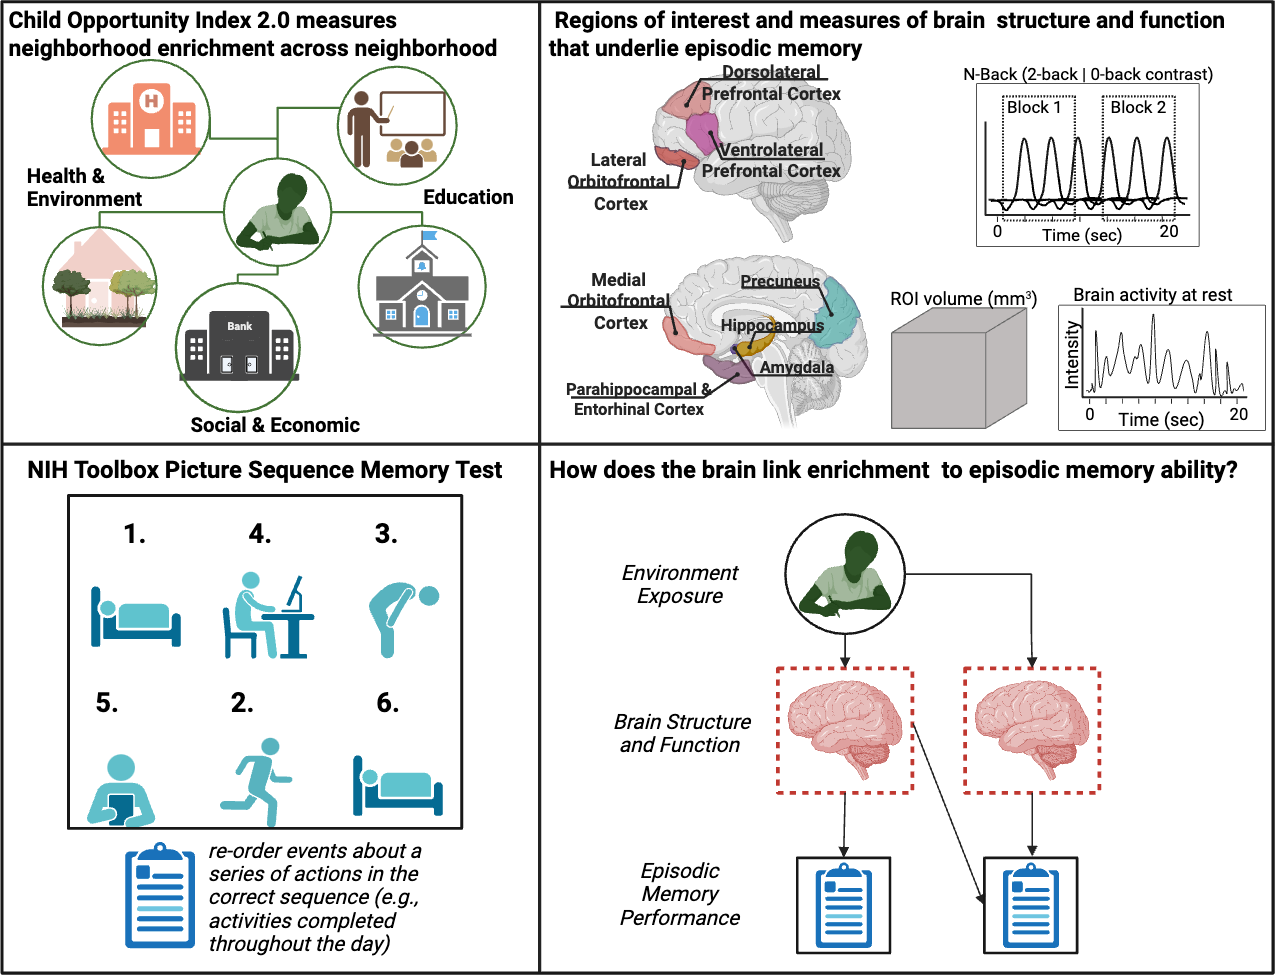 Child Opportunity Index 2.0 measures
neighborhood enrichment across neighborhood
H
Health &
Environment
Education
Bank
Social & Economic
Regions of interest and measures of brain structure and function
that underlie episodic memory
Dorsolateral
Prefrontal Cortex
Ventrolateral
Prefrontal Cortex
Lateral
Orbitofrontal
Cortex
N-Back (2-back | 0-back contrast)
Block 1
Block 2
0
20
Time (sec)
Medial
Orbitofrontal
Cortex
Precuneus
Hippocampus
Amygdala
Parahippocampal &
Entorhinal Cortex
ROI volume (mm³)
Brain activity at rest
Intensity
0
20
Time (sec)
NIH Toolbox Picture Sequence Memory Test
1.
4.
3.
5.
2.
6.
re-order events about a
series of actions in the
correct sequence (e.g.,
activities completed
throughout the day)
How does the brain link enrichment to episodic memory ability?
Environment
Exposure
Brain Structure
and Function
Episodic
Memory
Performance